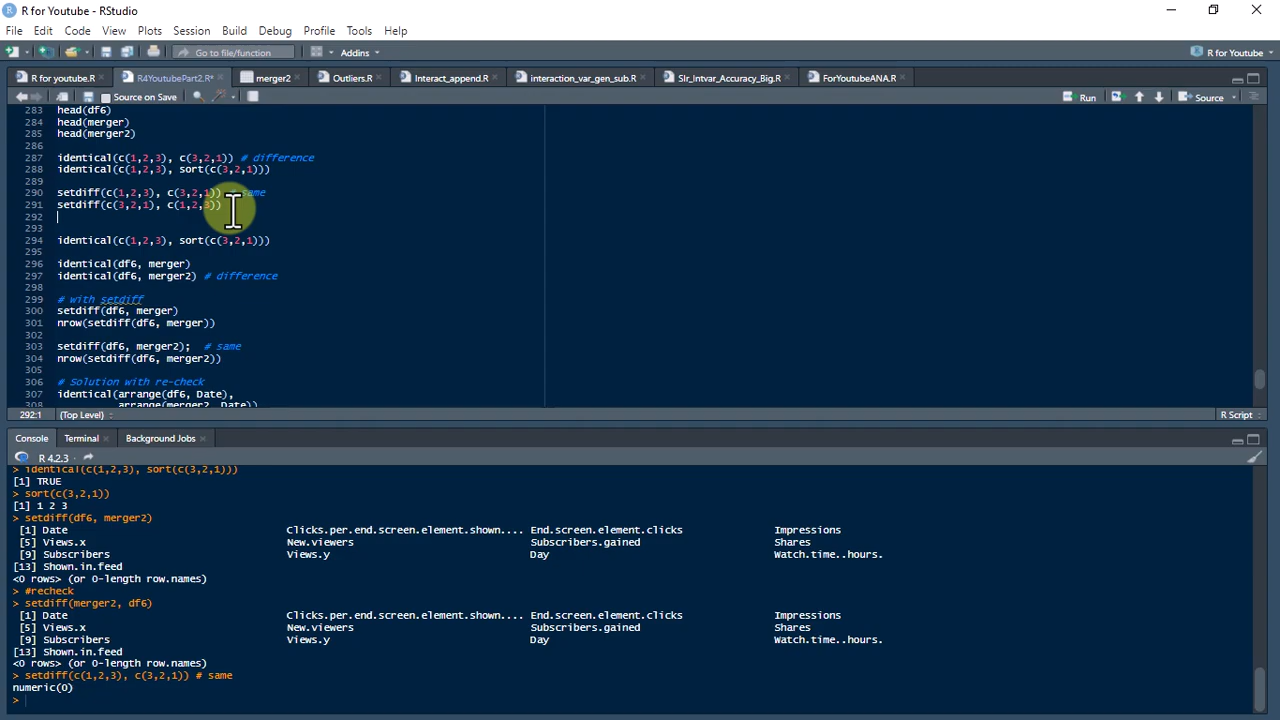 R for Youtube - RStudio
File Edit Code View Plots Session Build Debug Profile Tools Help
Go to file/function Addins R for Youtube
R for youtube.R R4YoutubePart2.R* merger2 Outliers.R Interact_append.R interaction_var_gen_sub.R Slr_Intvar_Accuracy_Big.R ForYoutubeANA.R
Source on Save Run Source
283 head(df6)
284 head(merger)
285 head(merger2)
286
287 identical(c(1,2,3), c(3,2,1)) # difference
288 identical(c(1,2,3), sort(c(3,2,1)))
289
290 setdiff(c(1,2,3), c(3,2,1)) # same
291 setdiff(c(3,2,1), c(1,2,3))
292
293
294 identical(c(1,2,3), sort(c(3,2,1)))
295
296 identical(df6, merger)
297 identical(df6, merger2) # difference
298
299 # with setdiff
300 setdiff(df6, merger)
301 nrow(setdiff(df6, merger))
302
303 setdiff(df6, merger2); # same
304 nrow(setdiff(df6, merger2))
305
306 # Solution with re-check
307 identical(arrange(df6, Date),
308 arrange(merger2, Date))
292:1 (Top Level) R Script
Console Terminal Background Jobs
R 4.2.3 ·
> identical(c(1,2,3), sort(c(3,2,1)))
[1] TRUE
> sort(c(3,2,1))
[1] 1 2 3
> setdiff(df6, merger2)
[1] Date Clicks.per.end.screen.element.shown.... End.screen.element.clicks Impressions
[5] Views.x New.viewers Subscribers.gained Shares
[9] Subscribers Views.y Day Watch.time..hours.
[13] Shown.in.feed
<0 rows> (or 0-length row.names)
> #recheck
> setdiff(merger2, df6)
[1] Date Clicks.per.end.screen.element.shown.... End.screen.element.clicks Impressions
[5] Views.x New.viewers Subscribers.gained Shares
[9] Subscribers Views.y Day Watch.time..hours.
[13] Shown.in.feed
<0 rows> (or 0-length row.names)
> setdiff(c(1,2,3), c(3,2,1)) # same
numeric(0)
>